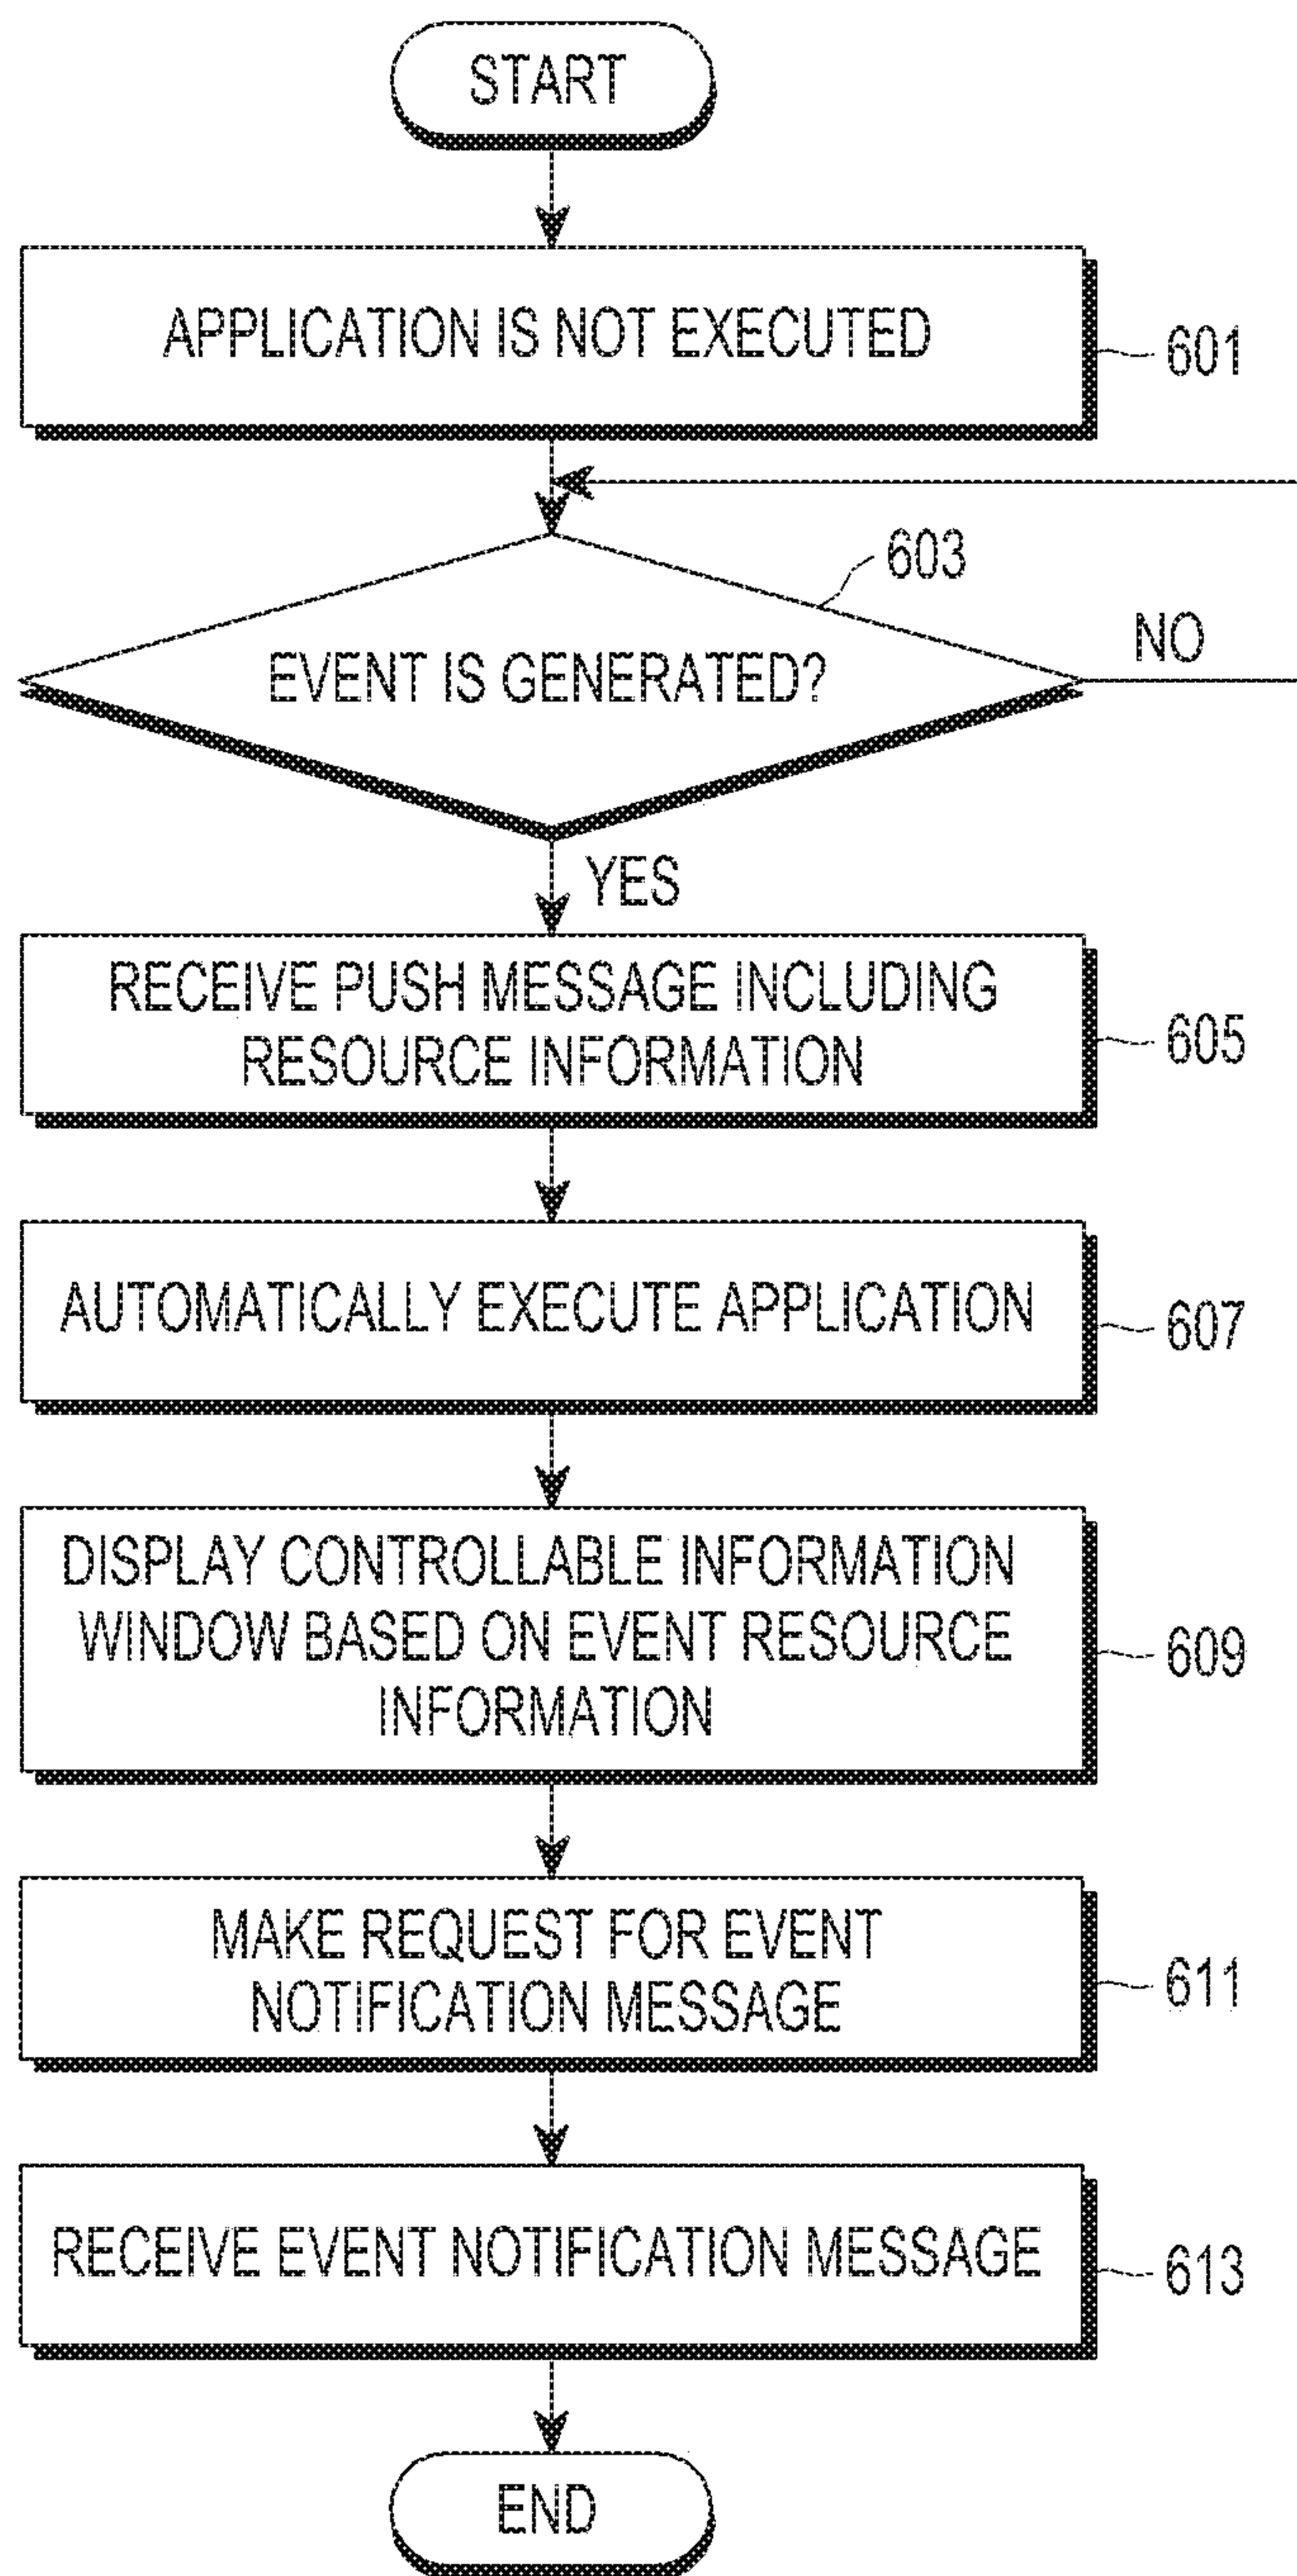 START
APPLICATION IS NOT EXECUTED
601
603
EVENT IS GENERATED?
NO
YES
RECEIVE PUSH MESSAGE INCLUDING
RESOURCE INFORMATION
605
AUTOMATICALLY EXECUTE APPLICATION
607
DISPLAY CONTROLLABLE INFORMATION
WINDOW BASED ON EVENT RESOURCE
INFORMATION
609
MAKE REQUEST FOR EVENT
NOTIFICATION MESSAGE
611
RECEIVE EVENT NOTIFICATION MESSAGE
613
END